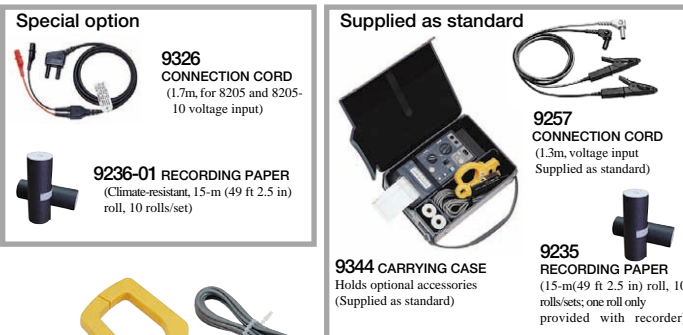 Special option
9326
CONNECTION CORD
(1.7m, for 8205 and 8205-
10 voltage input)
9236-01 RECORDING PAPER
(Climate-resistant, 15-m (49 ft 2.5 in)
roll, 10 rolls/set)
Supplied as standard
9257
CONNECTION CORD
(1.3m, voltage input
Supplied as standard)
9344 CARRYING CASE
Holds optional accessories
(Supplied as standard)
9235
RECORDING PAPER
(15-m(49 ft 2.5 in) roll, 10
rolls/sets; one roll only
provided with recorder)